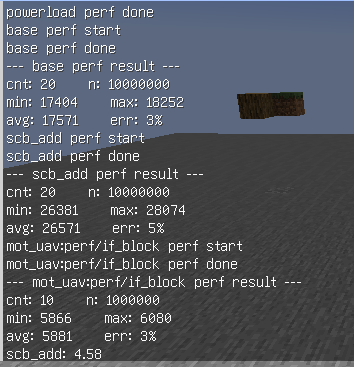 powerload perf done
base perf start
base perf done
--- base perf result ---
cnt: 20 n: 10000000
min: 17404 max: 18252
avg: 17571 err: 3%
scb_add perf start
scb_add perf done
--- scb_add perf result ---
cnt: 20 n: 10000000
min: 26381 max: 28074
avg: 26571 err: 5%
mot_uav:perf/if_block perf start
mot_uav:perf/if_block perf done
--- mot_uav:perf/if_block perf result ---
cnt: 10 n: 1000000
min: 5866 max: 6080
avg: 5881 err: 3%
scb_add: 4.58